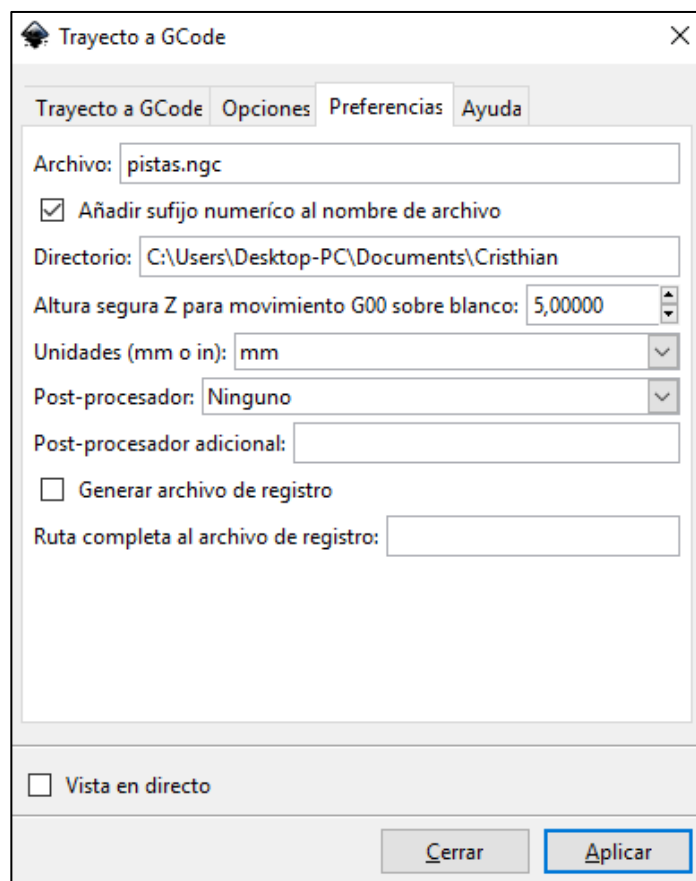 Trayecto a GCode
Trayecto a GCode Opciones Preferencias Ayuda
Archivo: pistas.ngc
Añadir sufijo numeríco al nombre de archivo
Directorio: C:\Users\Desktop-PC\Documents\Cristhian
Altura segura Z para movimiento G00 sobre blanco: 5,00000
Unidades (mm o in): mm
Post-procesador: Ninguno
Post-procesador adicional:
Generar archivo de registro
Ruta completa al archivo de registro:
Vista en directo
Cerrar Aplicar